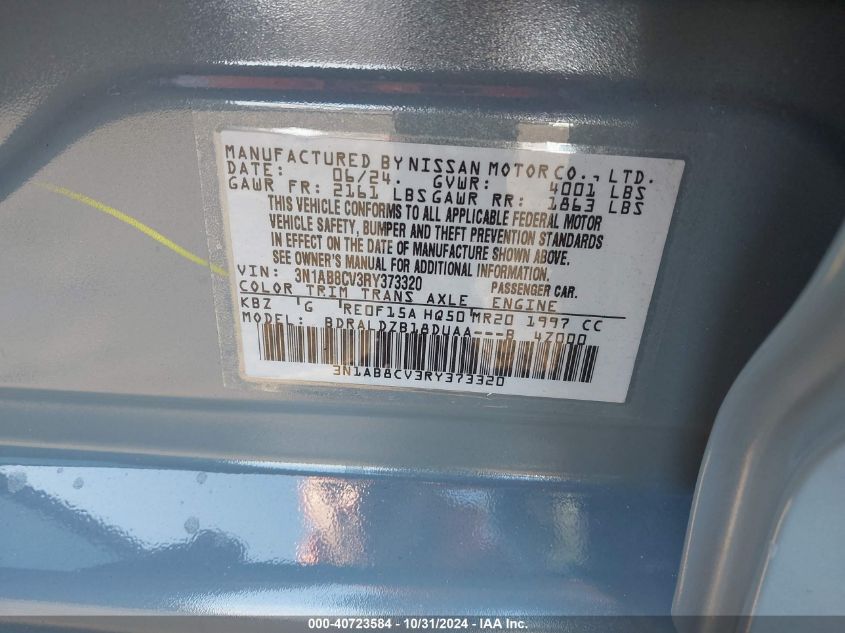 MANUFACTURED BY NISSAN MOTOR CO., LTD.
DATE: 06/24 GVWR: 4001 LBS
GAWR FR: 2161 LBS GAWR RR: 1863 LBS
THIS VEHICLE CONFORMS TO ALL APPLICABLE FEDERAL MOTOR
VEHICLE SAFETY, BUMPER AND THEFT PREVENTION STANDARDS
IN EFFECT ON THE DATE OF MANUFACTURE SHOWN ABOVE.
SEE OWNER'S MANUAL FOR ADDITIONAL INFORMATION.
VIN: 3N1AB8CV3RY373320 PASSENGER CAR.
COLOR TRIM TRANS AXLE ENGINE
KBZ G RE0F15A HQ50 MR20 1997 CC
MODEL: BDRALDZB18DUAA---B 47000
3N1AB8CV3RY373320
000-40723584 - 10/31/2024 - IAA Inc.